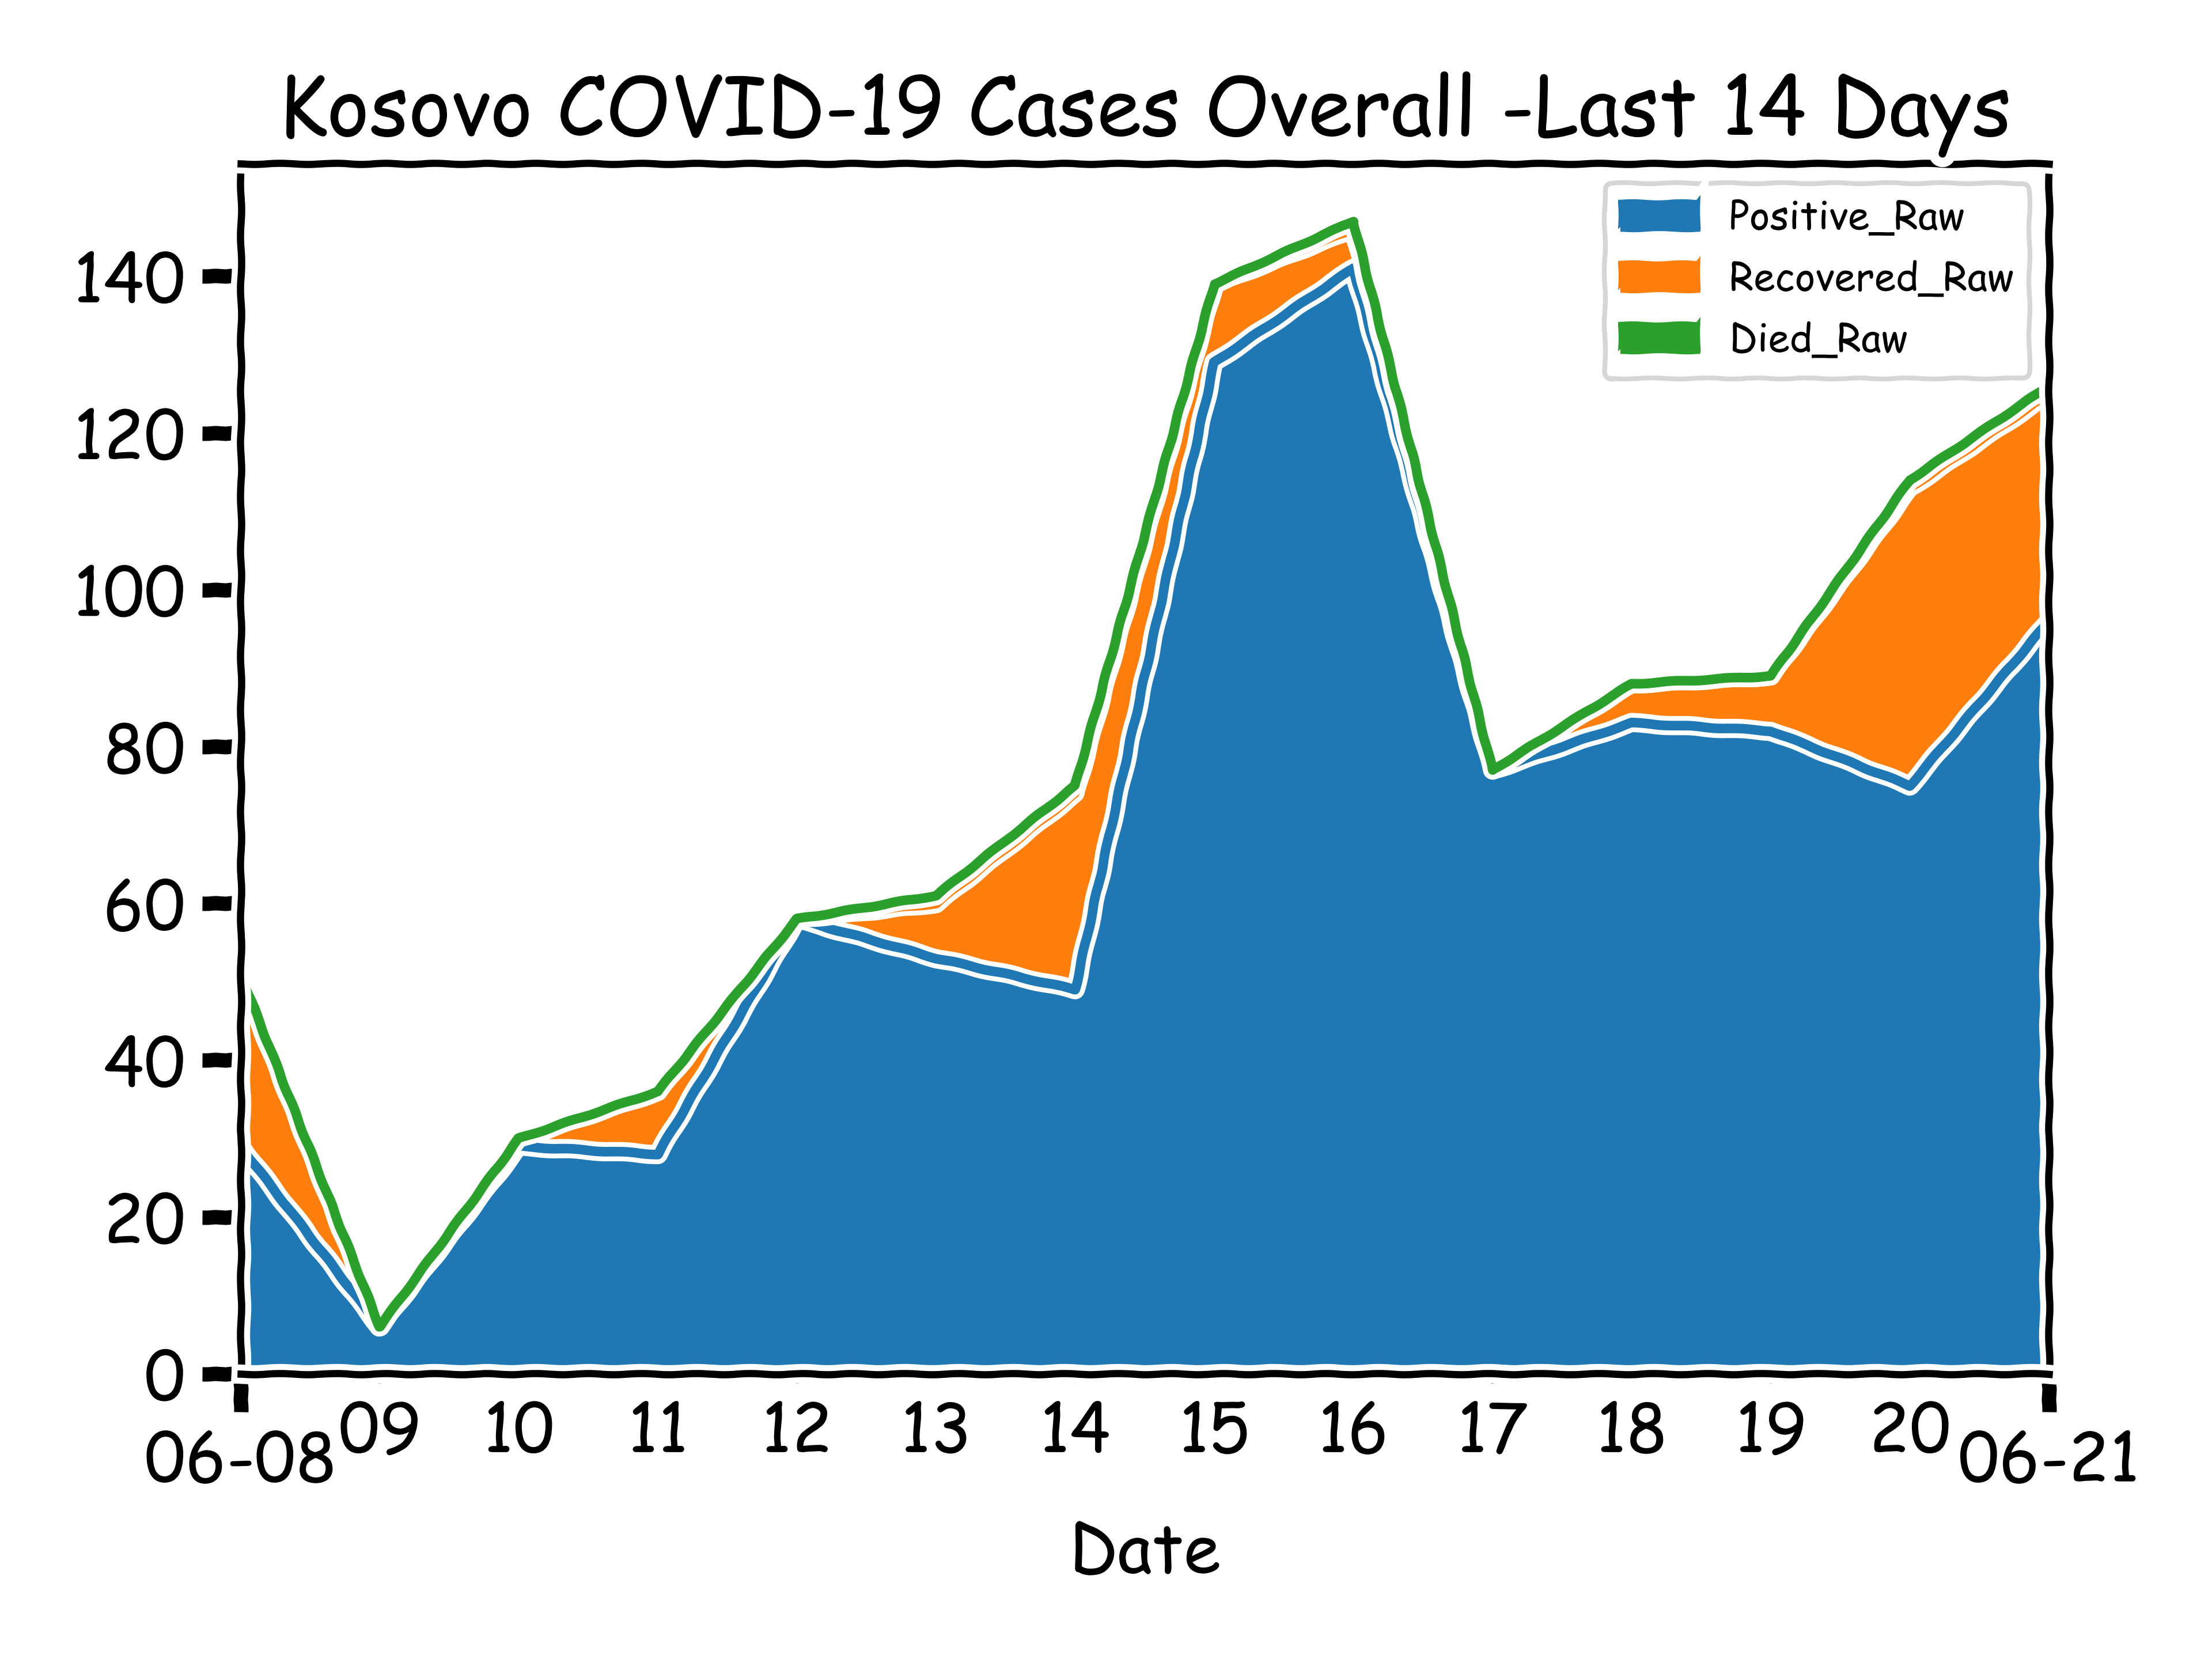 Kosovo COVID-19 Cases Overall -Last 14 Days
Positive_Raw
Recovered_Raw
Died_Raw
140
120
100
80
60
40
20
0
06-08 09 10 11 12 13 14 15 16 17 18 19 20 06-21
Date